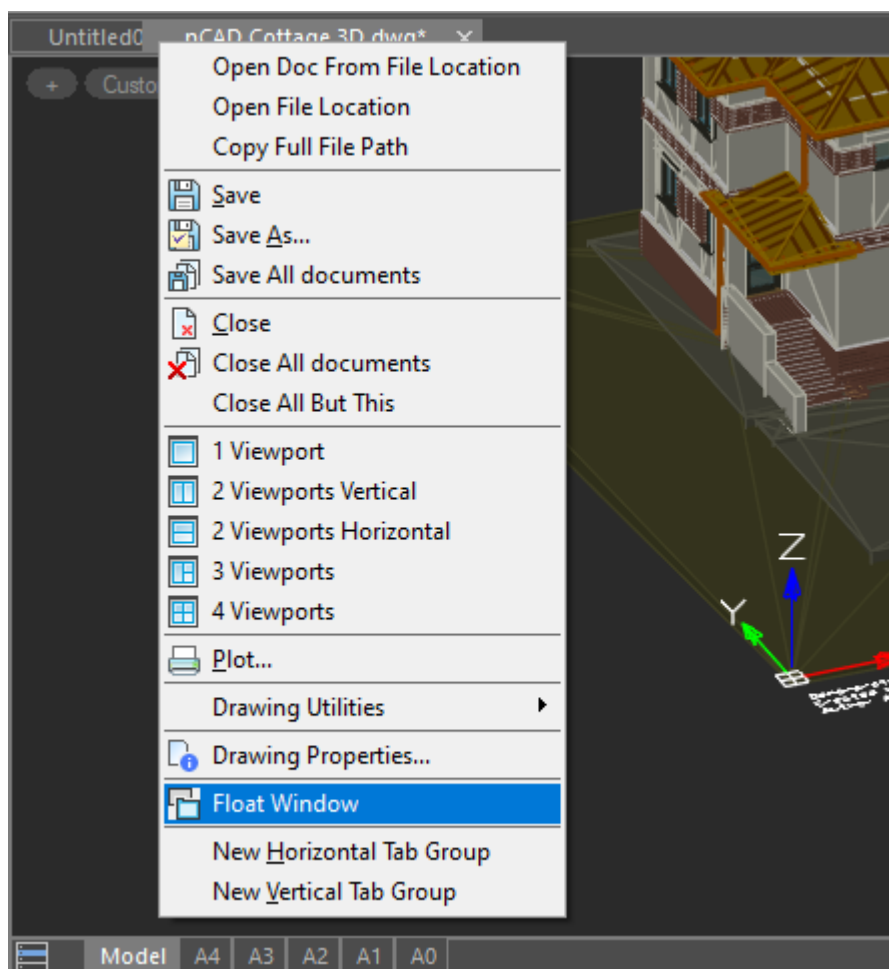 Untitled0
nCAD Cottage 3D.dwg*
+
Custo
Open Doc From File Location
Open File Location
Copy Full File Path
Save
Save As...
Save All documents
Close
Close All documents
Close All But This
1 Viewport
2 Viewports Vertical
2 Viewports Horizontal
3 Viewports
4 Viewports
Plot...
Drawing Utilities
Drawing Properties...
Float Window
New Horizontal Tab Group
New Vertical Tab Group
Z
Y
Model A4 A3 A2 A1 A0